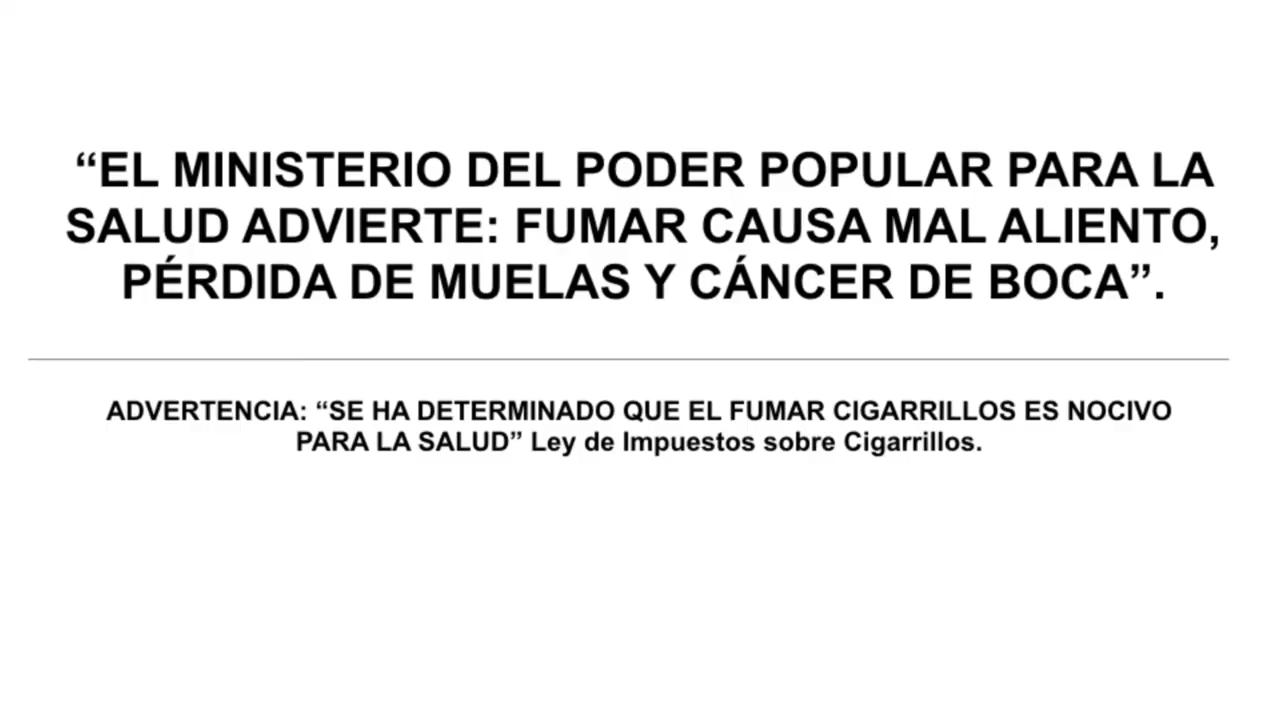 “EL MINISTERIO DEL PODER POPULAR PARA LA
SALUD ADVIERTE: FUMAR CAUSA MAL ALIENTO,
PÉRDIDA DE MUELAS Y CÁNCER DE BOCA”.
ADVERTENCIA: “SE HA DETERMINADO QUE EL FUMAR CIGARRILLOS ES NOCIVO
PARA LA SALUD” Ley de Impuestos sobre Cigarrillos.